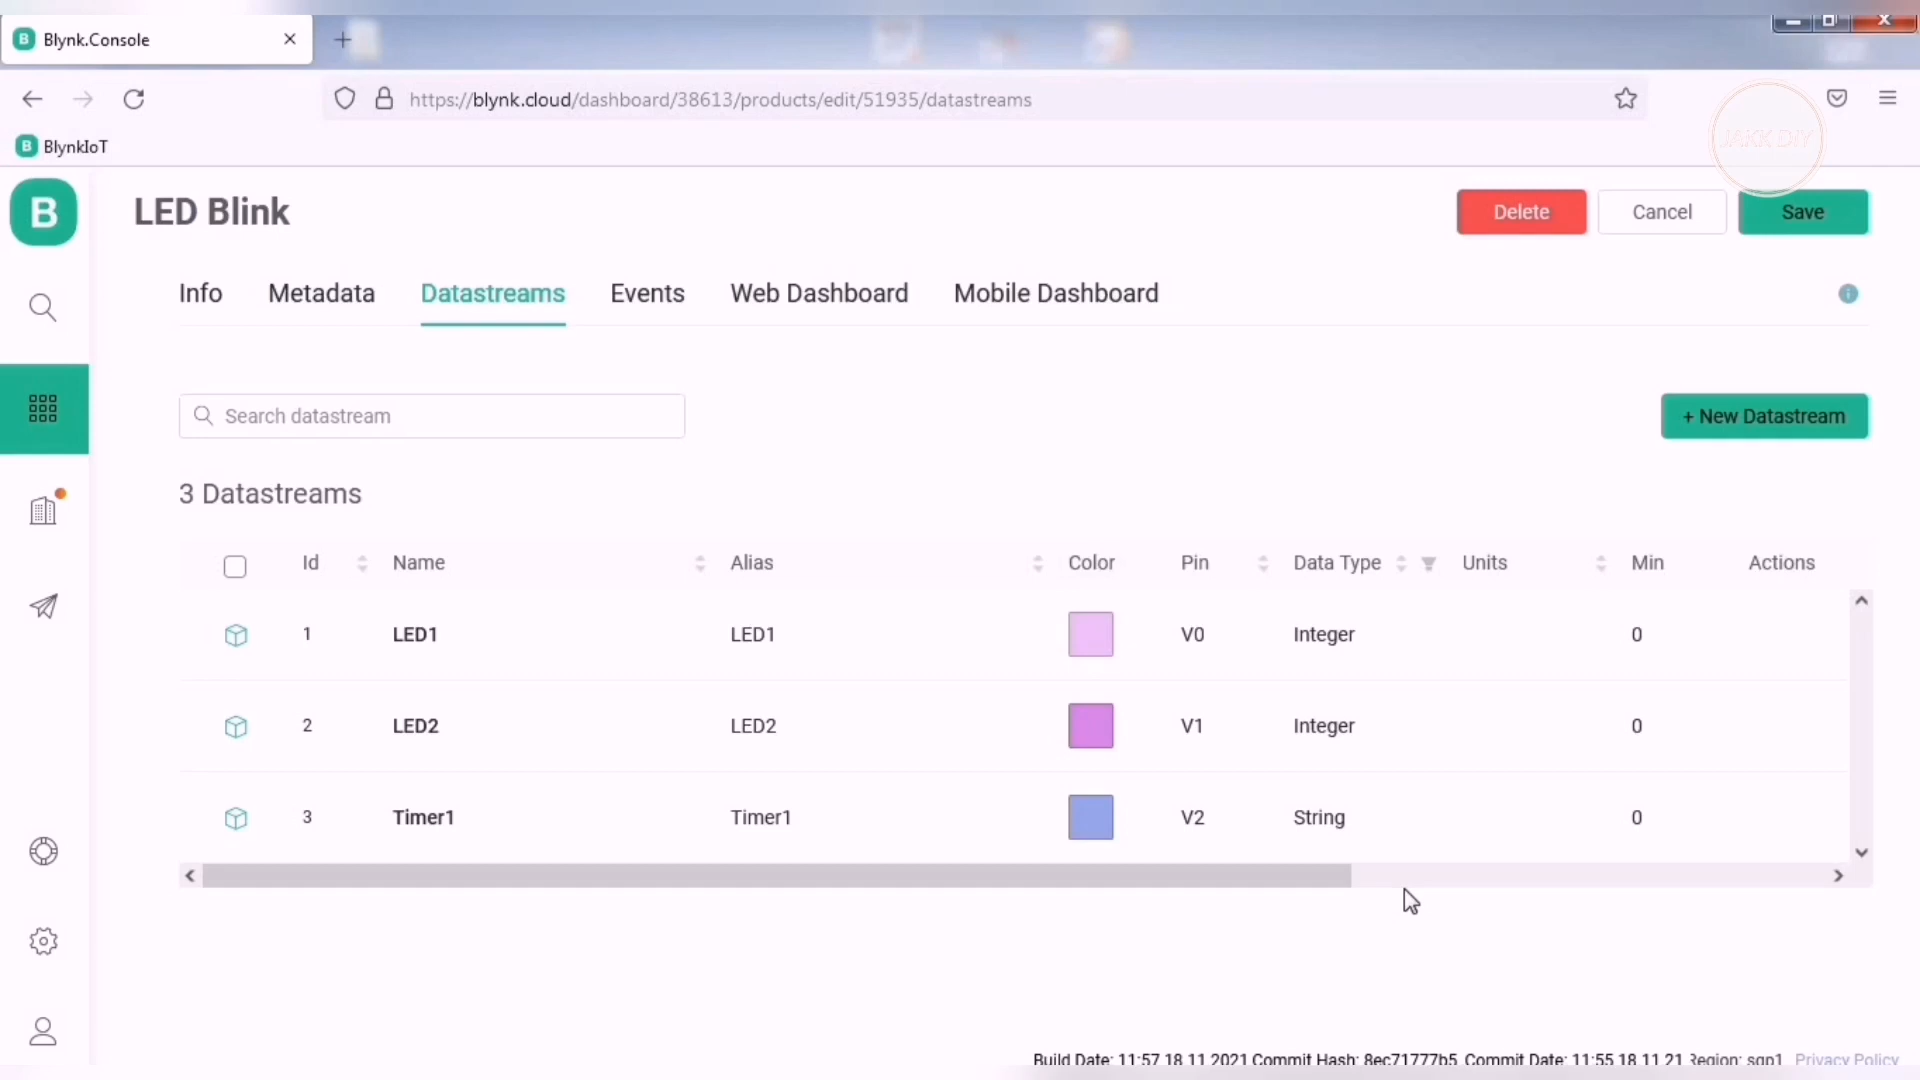 Blynk.Console
https://blynk.cloud/dashboard/38613/products/edit/51935/datastreams
JAKK DIY
B BlynkIoT
B
LED Blink
Delete Cancel Save
Info Metadata Datastreams Events Web Dashboard Mobile Dashboard
Search datastream
+ New Datastream
3 Datastreams
Id Name Alias Color Pin Data Type Units Min Actions
1 LED1 LED1 V0 Integer 0
2 LED2 LED2 V1 Integer 0
3 Timer1 Timer1 V2 String 0
Build Date: 11:57 18.11.2021 Commit Hash: 8ec71777b5 Commit Date: 11:55 18.11.21 Region: sgp1 Privacy Policy